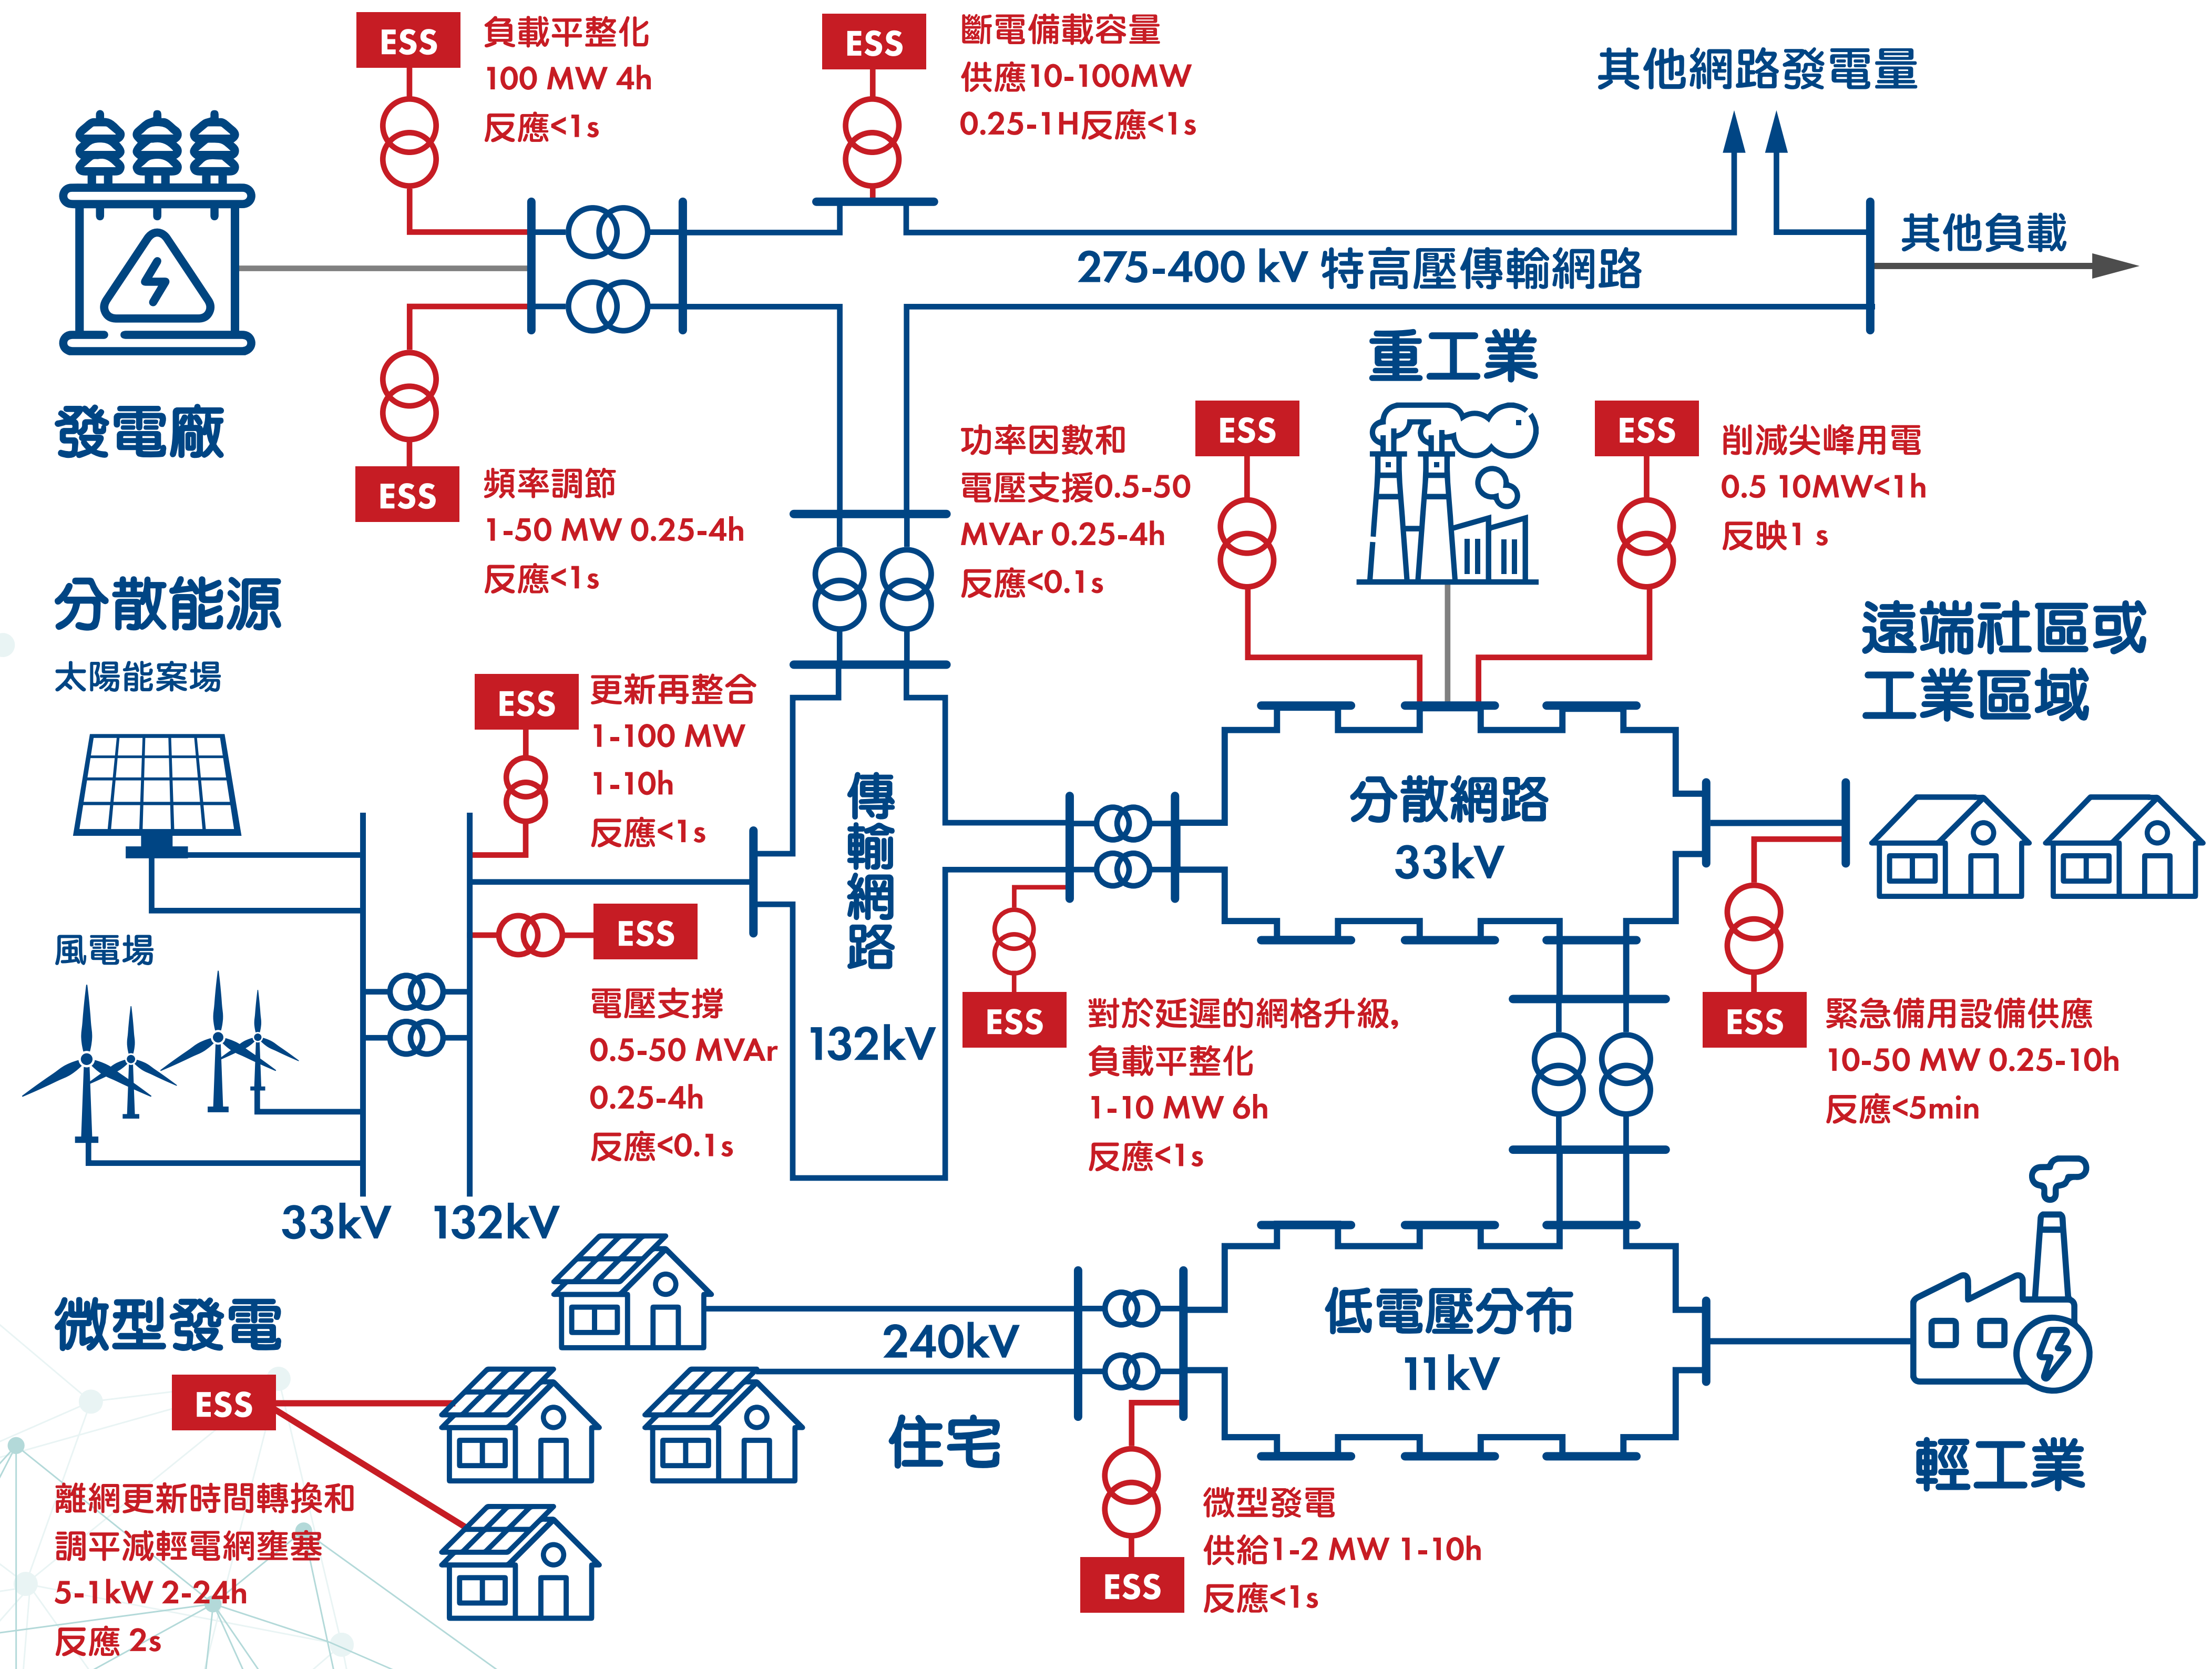 ESS
負載平整化
100 MW 4h
反應<1s
ESS
斷電備載容量
供應10-100MW
0.25-1H反應<1s
其他網路發電量
其他負載
275-400 kV 特高壓傳輸網路
發電廠
ESS
頻率調節
1-50 MW 0.25-4h
反應<1s
重工業
功率因數和
電壓支援0.5-50
MVAr 0.25-4h
反應<0.1s
ESS
ESS
削減尖峰用電
0.5 10MW<1h
反映1 s
分散能源
太陽能案場
遠端社區或
工業區域
ESS
更新再整合
1-100 MW
1-10h
反應<1s
傳輸網路
132kV
分散網路
33kV
風電場
ESS
電壓支撐
0.5-50 MVAr
0.25-4h
反應<0.1s
ESS
對於延遲的網格升級,
負載平整化
1-10 MW 6h
反應<1s
ESS
緊急備用設備供應
10-50 MW 0.25-10h
反應<5min
33kV
132kV
微型發電
240kV
住宅
低電壓分布
11kV
輕工業
ESS
離網更新時間轉換和
調平減輕電網壅塞
5-1kW 2-24h
反應 2s
ESS
微型發電
供給1-2 MW 1-10h
反應<1s